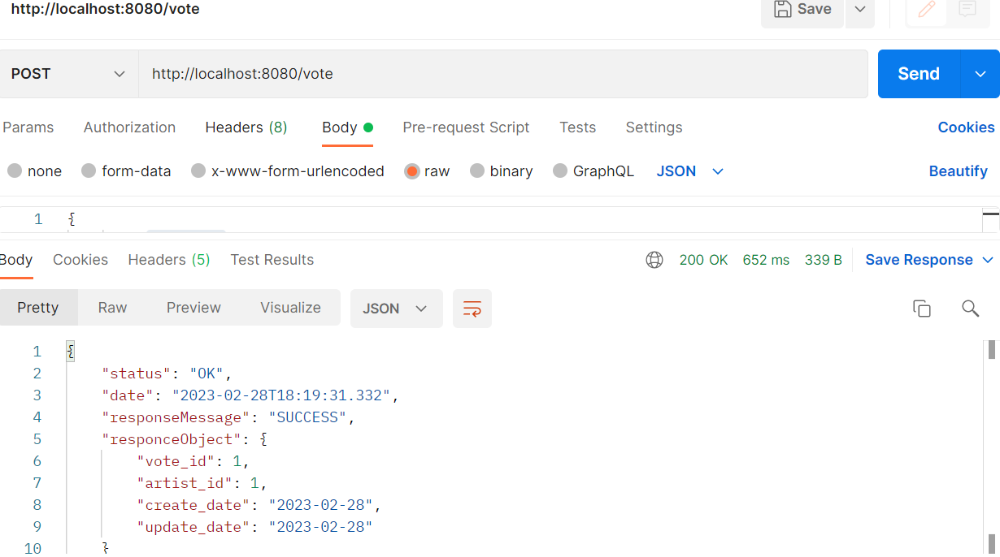 http://localhost:8080/vote
Save
POST
http://localhost:8080/vote
Send
Params Authorization Headers (8) Body Pre-request Script Tests Settings Cookies
none form-data x-www-form-urlencoded raw binary GraphQL JSON Beautify
1 {
Body Cookies Headers (5) Test Results 200 OK 652 ms 339 B Save Response
Pretty Raw Preview Visualize JSON
1 {
2 "status": "OK",
3 "date": "2023-02-28T18:19:31.332",
4 "responseMessage": "SUCCESS",
5 "responceObject": {
6 "vote_id": 1,
7 "artist_id": 1,
8 "create_date": "2023-02-28",
9 "update_date": "2023-02-28"
10 }